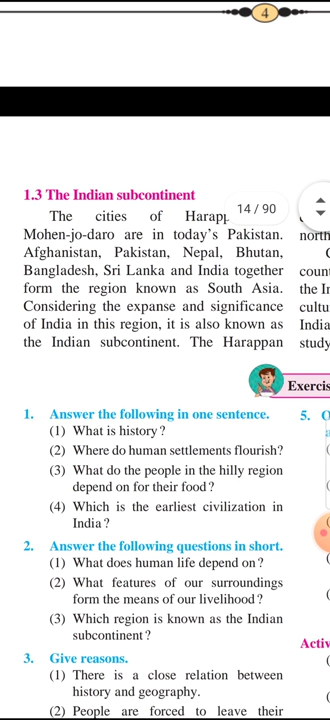 4
1.3 The Indian subcontinent
The cities of
14 / 90
Mohen-jo-daro are in today's Pakistan.
Afghanistan, Pakistan, Nepal, Bhutan,
Bangladesh, Sri Lanka and India together
form the region known as South Asia.
Considering the expanse and significance
of India in this region, it is also known as
the Indian subcontinent. The Harappan
study
Exercis
1. Answer the following in one sentence.
(1) What is history?
(2) Where do human settlements flourish?
(3) What do the people in the hilly region
depend on for their food?
(4) Which is the earliest civilization in
India?
2. Answer the following questions in short.
(1) What does human life depend on?
(2) What features of our surroundings
form the means of our livelihood?
(3) Which region is known as the Indian
subcontinent?
3. Give reasons.
(1) There is a close relation between
history and geography.
(2) People are forced to leave their
5.
Activ